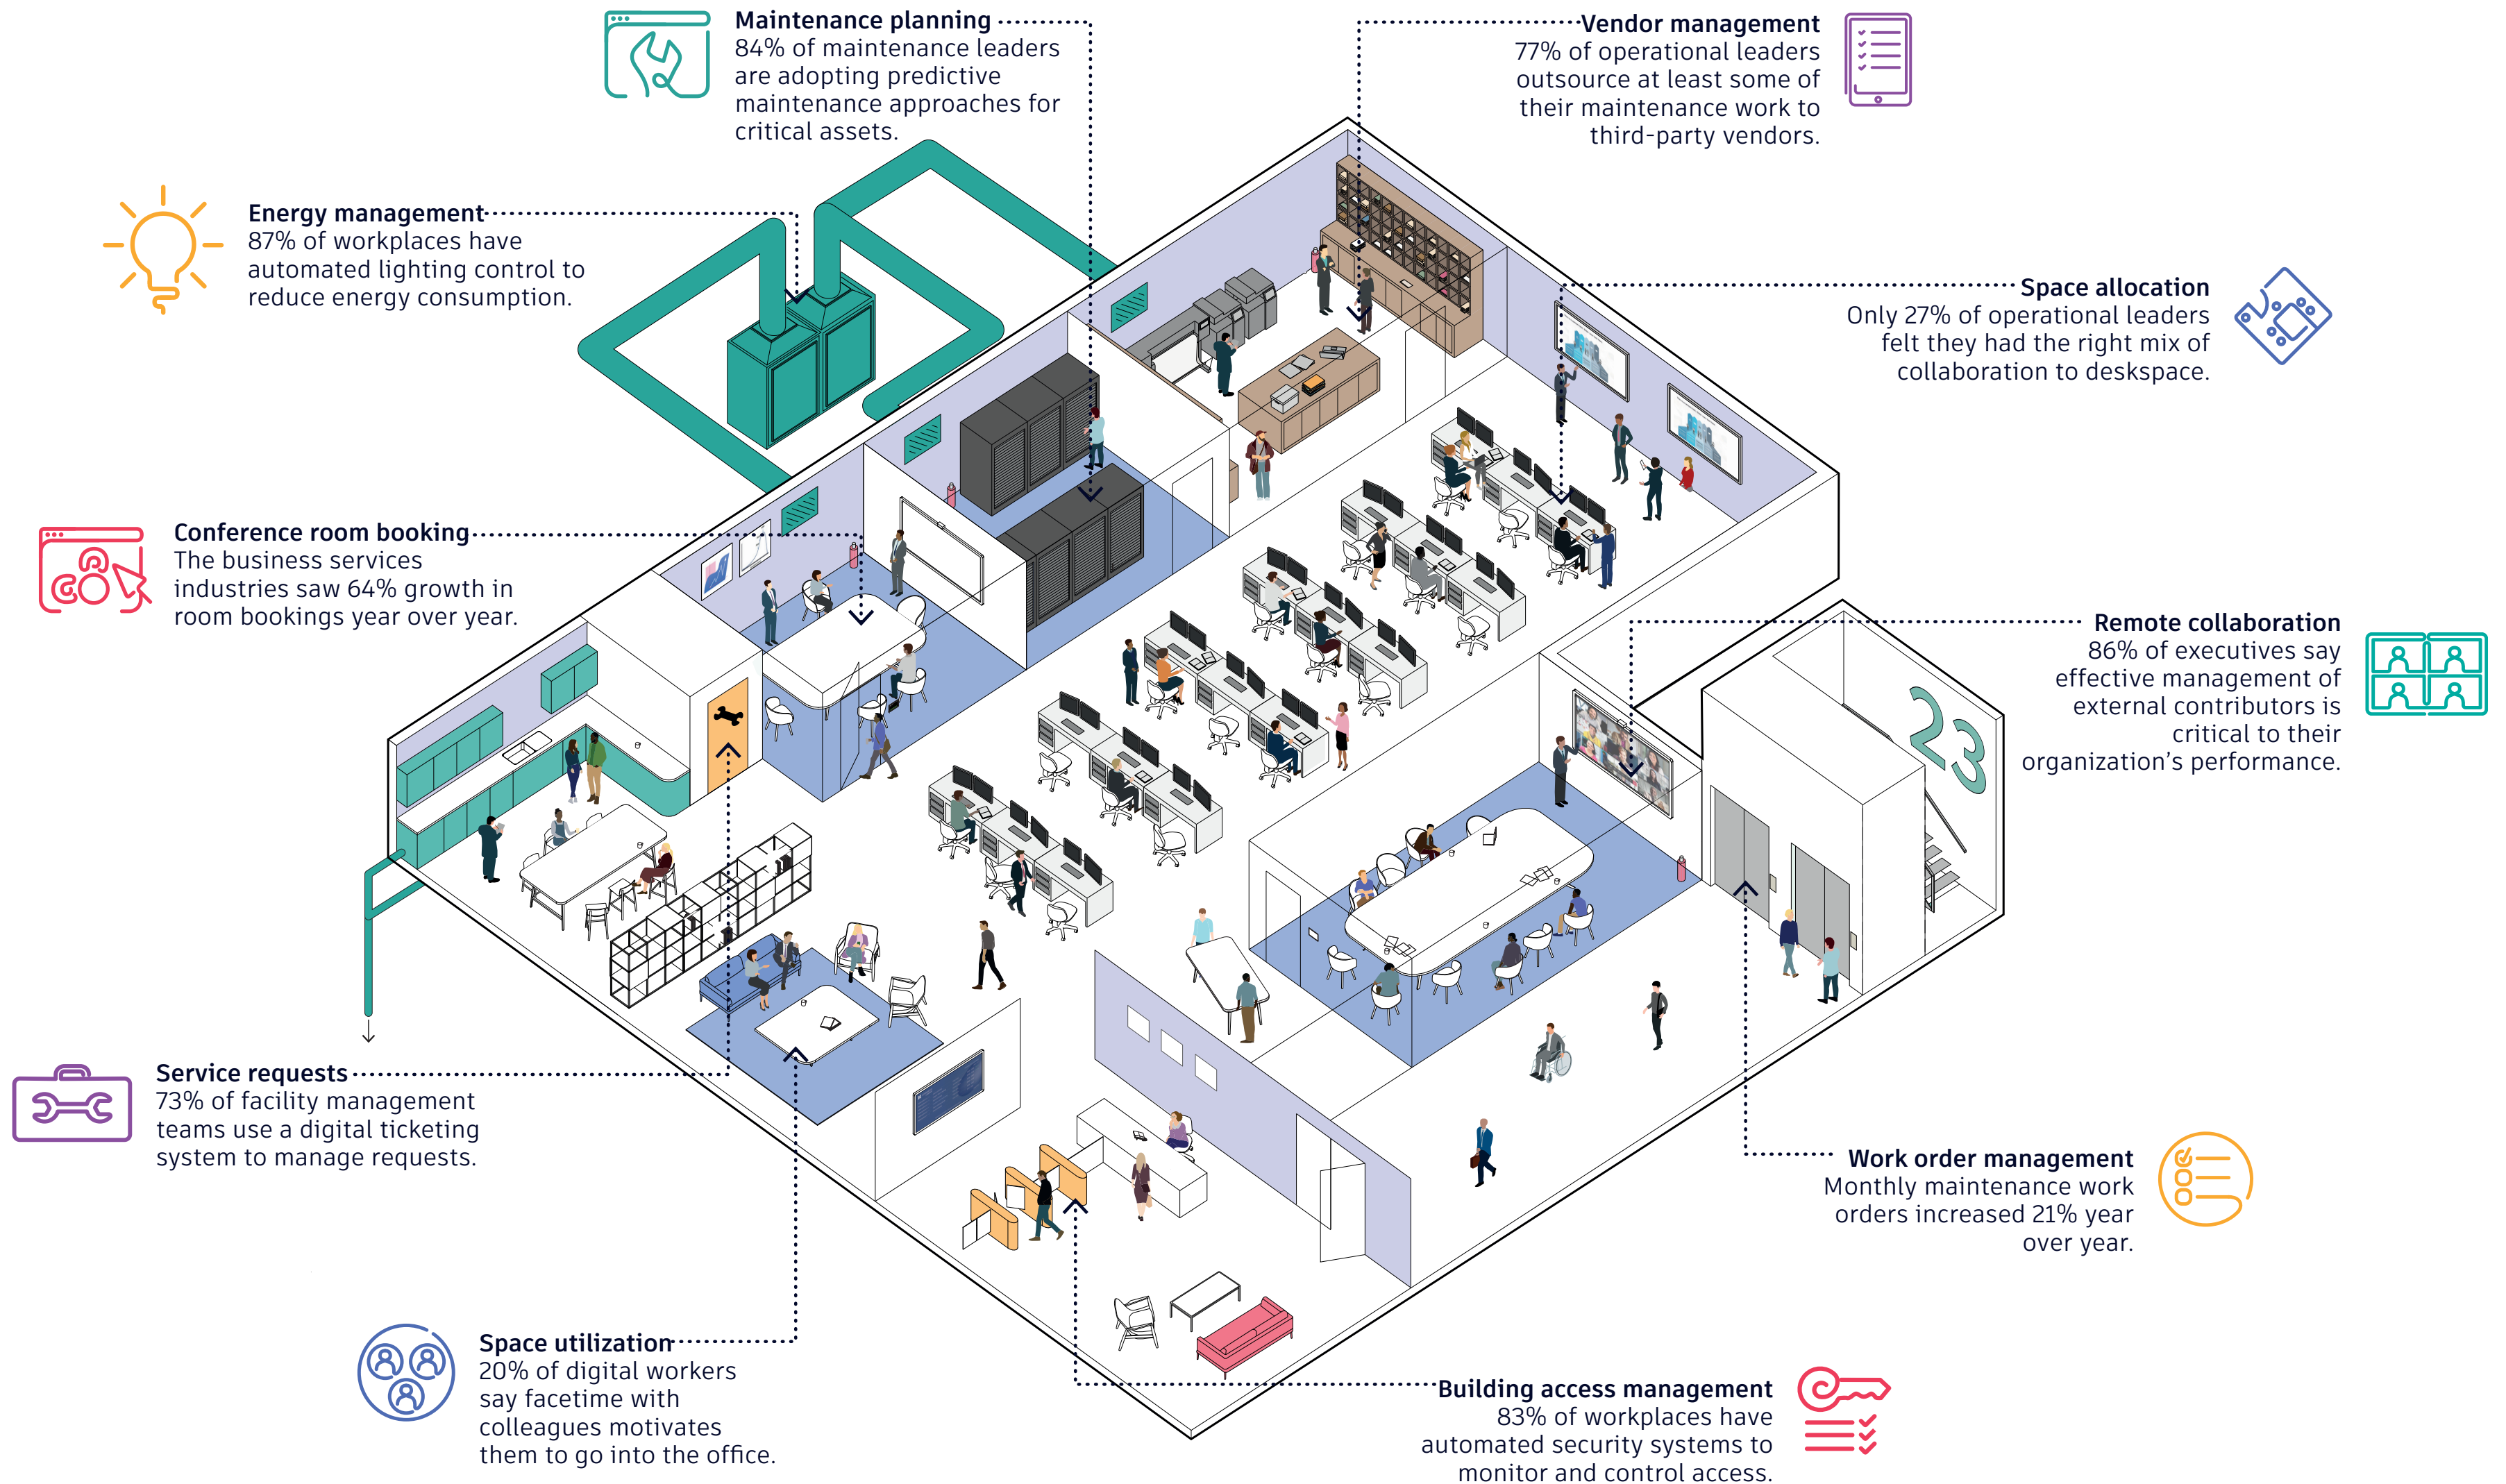 Maintenance planning
84% of maintenance leaders
are adopting predictive
maintenance approaches for
critical assets.
Vendor management
77% of operational leaders
outsource at least some of
their maintenance work to
third-party vendors.
Energy management
87% of workplaces have
automated lighting control to
reduce energy consumption.
Space allocation
Only 27% of operational leaders
felt they had the right mix of
collaboration to deskspace.
Conference room booking
The business services
industries saw 64% growth in
room bookings year over year.
Remote collaboration
86% of executives say
effective management of
external contributors is
critical to their
organization's performance.
23
Service requests
73% of facility management
teams use a digital ticketing
system to manage requests.
Work order management
Monthly maintenance work
orders increased 21% year
over year.
Space utilization
20% of digital workers
say facetime with
colleagues motivates
them to go into the office.
Building access management
83% of workplaces have
automated security systems to
monitor and control access.